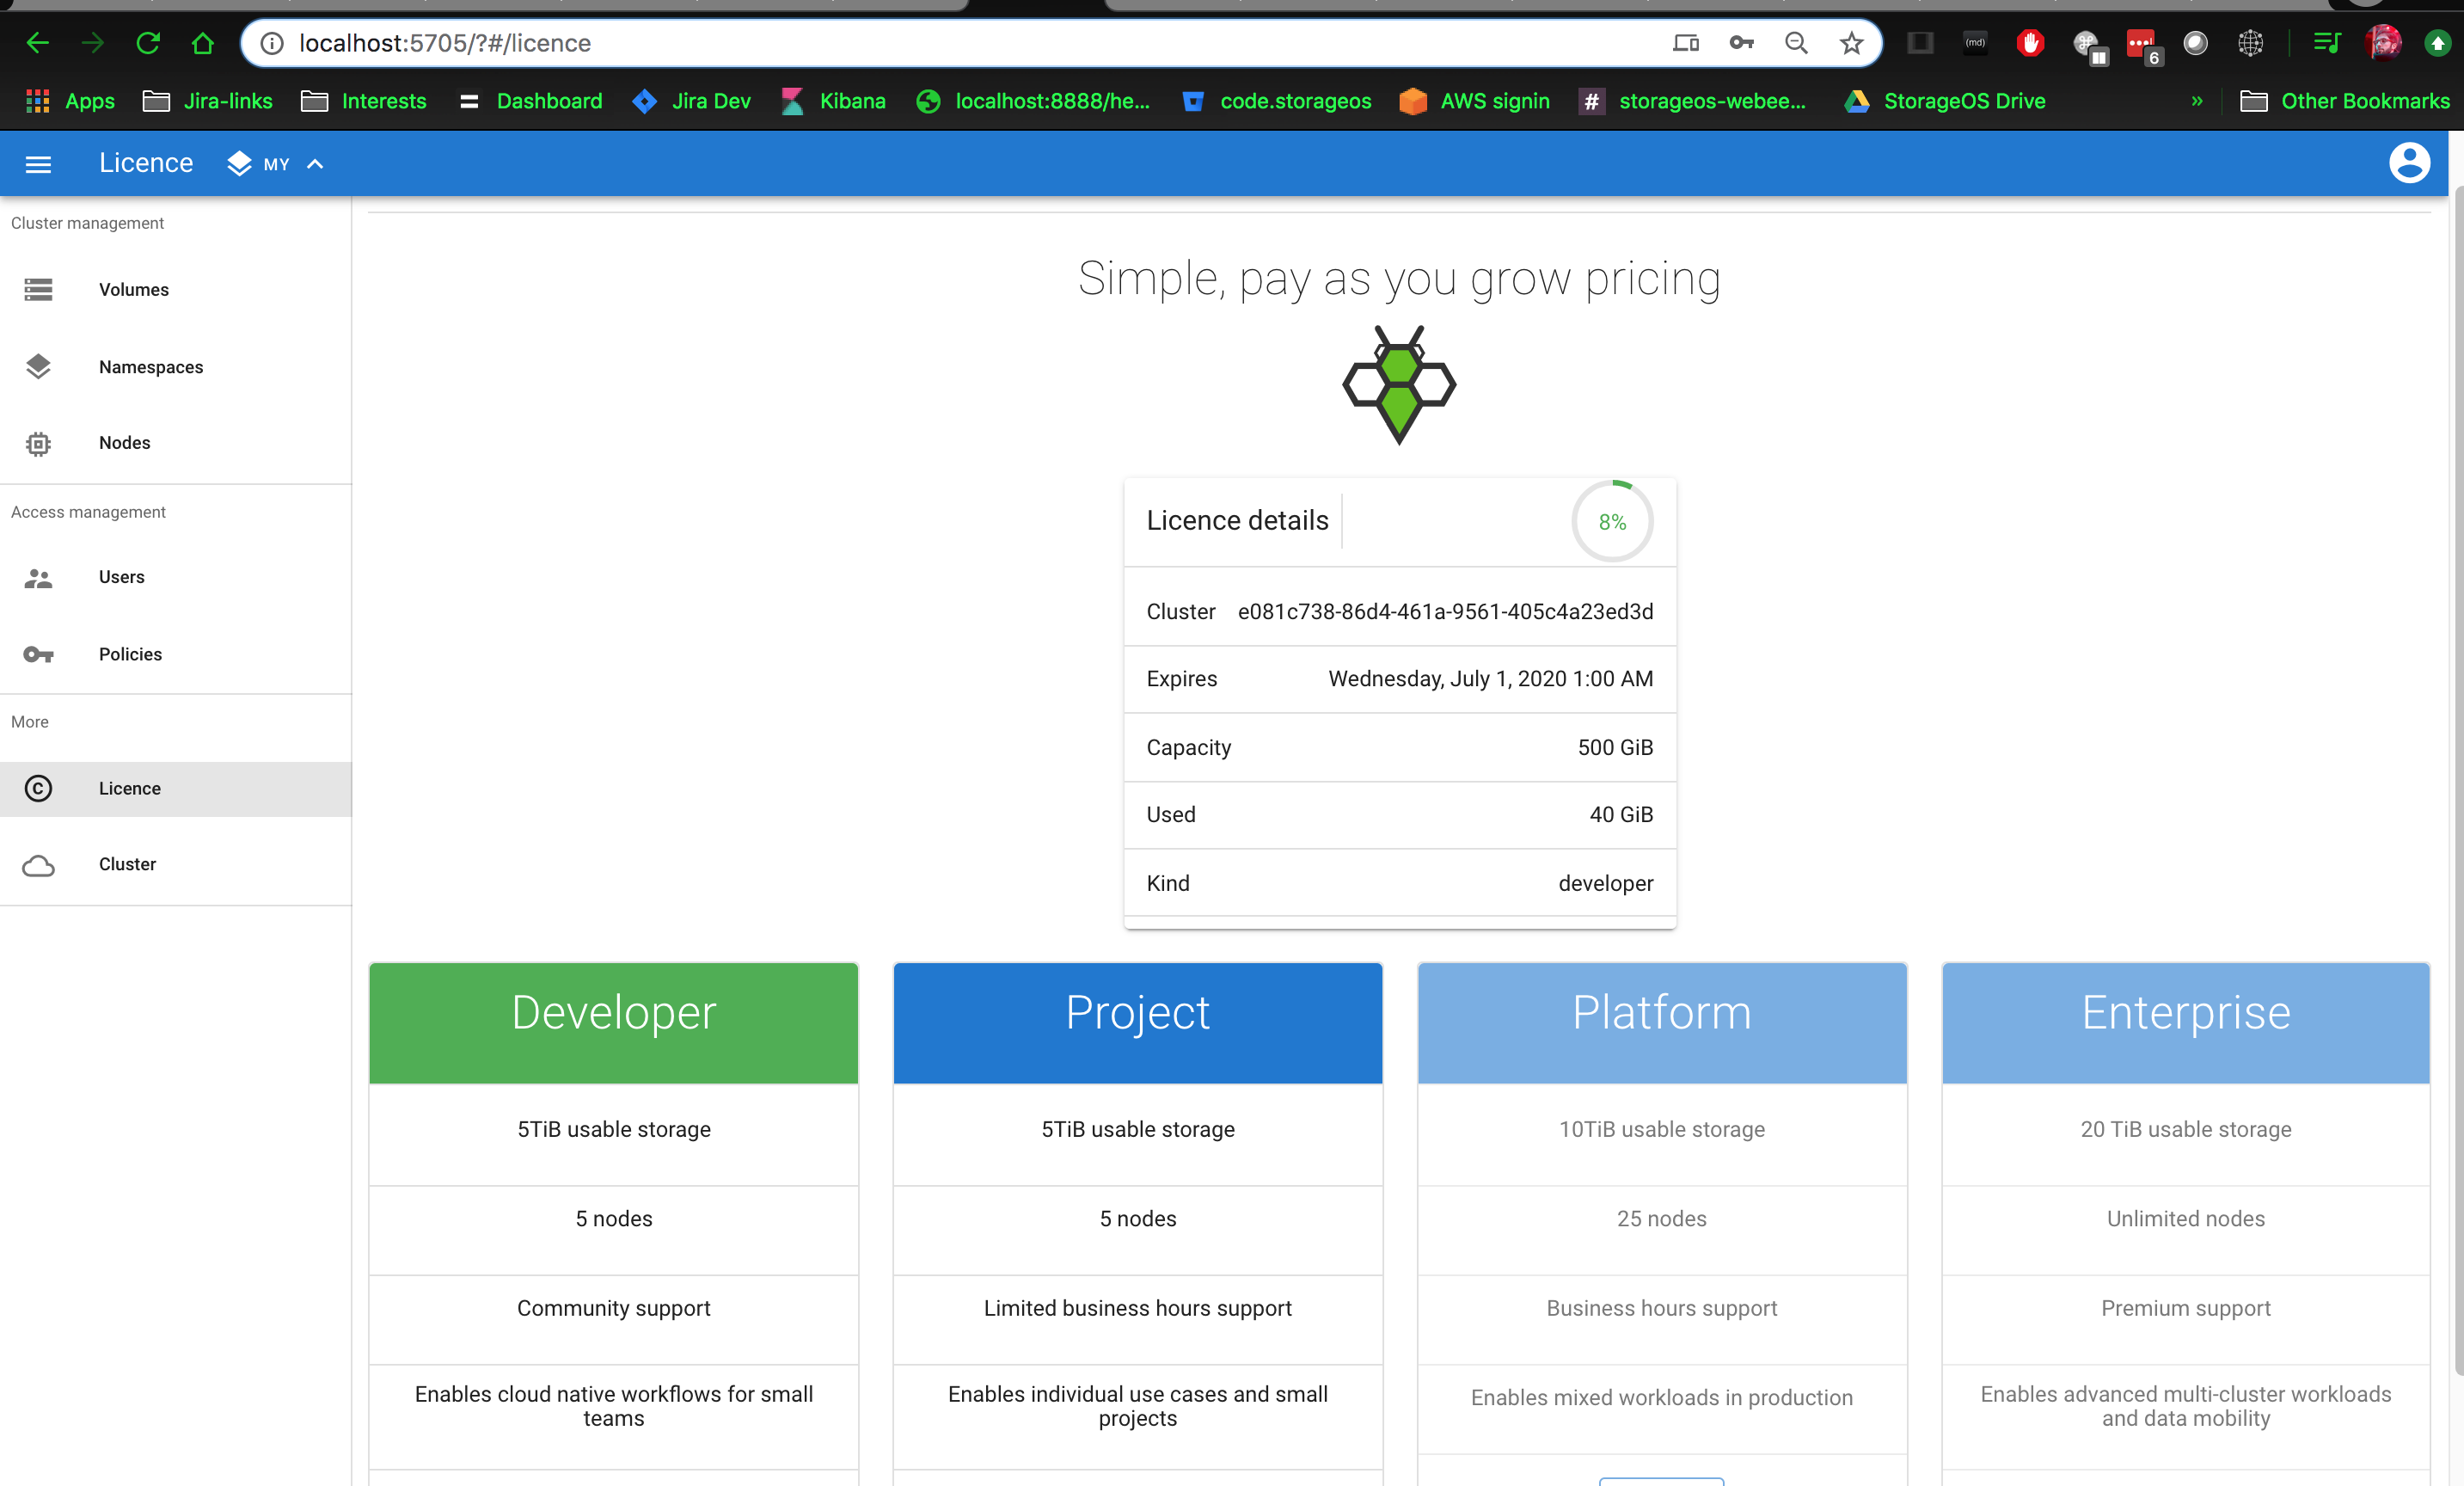 localhost:5705/?#/licence
(md)
6
Apps
Jira-links
Interests
Dashboard
Jira Dev
Kibana
localhost:8888/he...
code.storageos
AWS signin
storageos-webee...
StorageOS Drive
»
Other Bookmarks
Licence
MY
Cluster management
Volumes
Namespaces
Nodes
Access management
Users
Policies
More
Licence
Cluster
Simple, pay as you grow pricing
Licence details
8%
Cluster e081c738-86d4-461a-9561-405c4a23ed3d
Expires Wednesday, July 1, 2020 1:00 AM
Capacity 500 GiB
Used 40 GiB
Kind developer
Developer
5TiB usable storage
5 nodes
Community support
Enables cloud native workflows for small
teams
Project
5TiB usable storage
5 nodes
Limited business hours support
Enables individual use cases and small
projects
Platform
10TiB usable storage
25 nodes
Business hours support
Enables mixed workloads in production
Enterprise
20 TiB usable storage
Unlimited nodes
Premium support
Enables advanced multi-cluster workloads
and data mobility